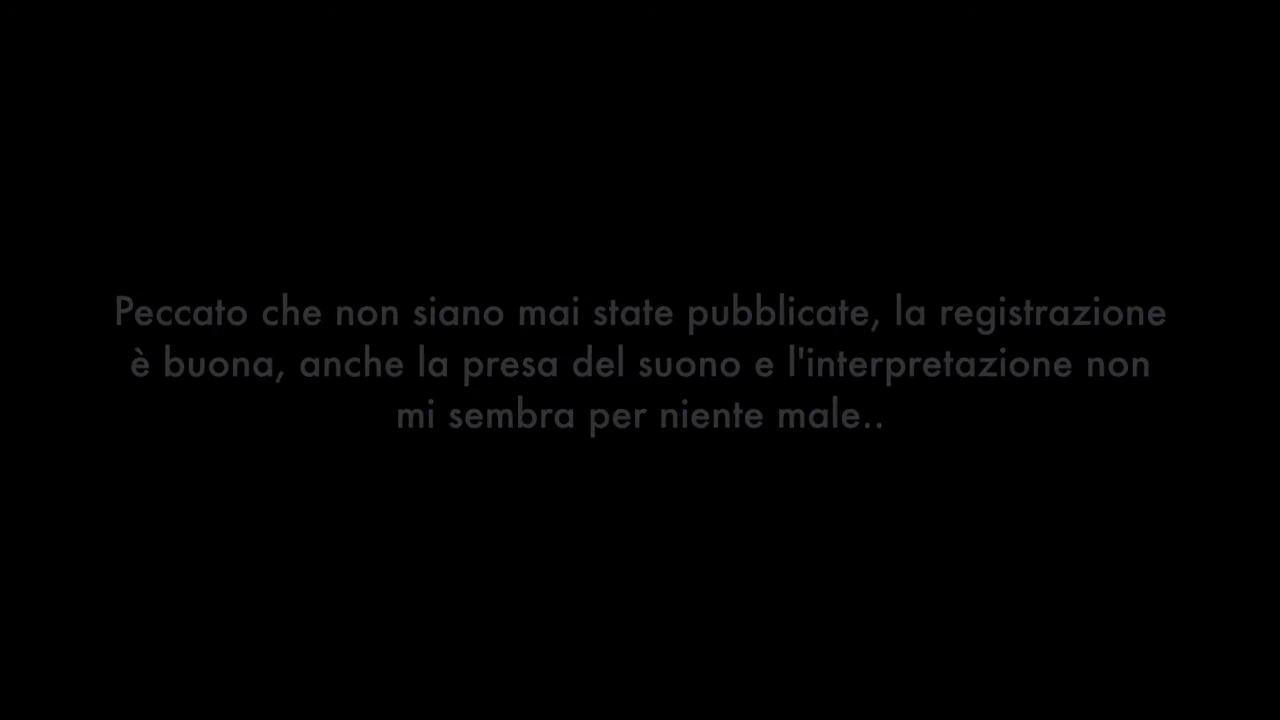 Peccato che non siano mai state pubblicate, la registrazione
è buona, anche la presa del suono e l'interpretazione non
mi sembra per niente male..